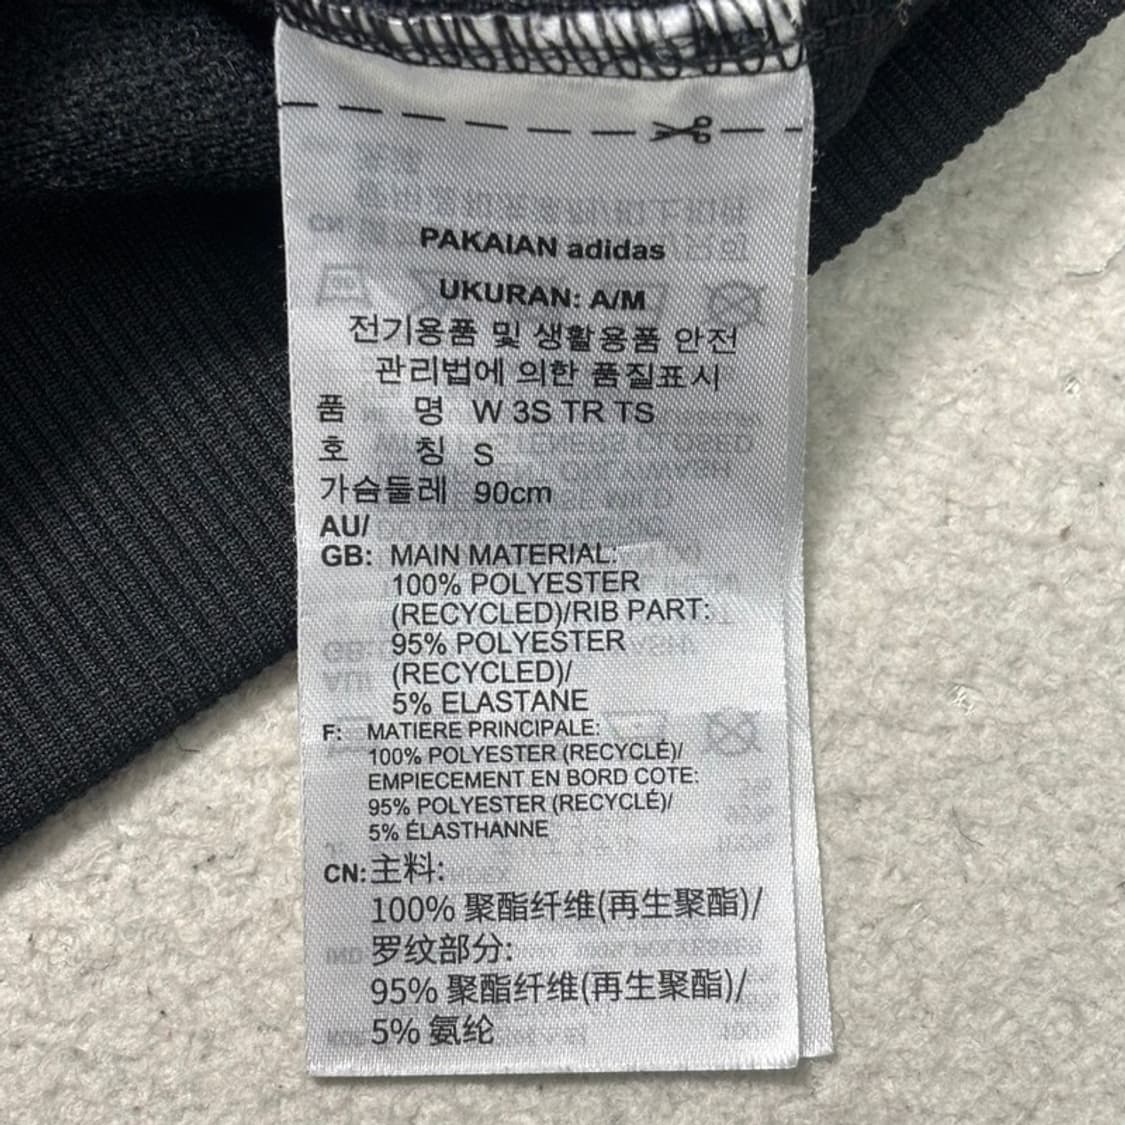 PAKAIAN adidas
UKURAN: A/M
전기용품 및 생활용품 안전
관리법에 의한 품질표시
품 명 W 3S TR TS
호 칭 S
가슴둘레 90cm
AU/
GB: MAIN MATERIAL:
100% POLYESTER
(RECYCLED)/RIB PART:
95% POLYESTER
(RECYCLED)/
5% ELASTANE
F: MATIERE PRINCIPALE:
100% POLYESTER (RECYCLÉ)/
EMPIECEMENT EN BORD COTE:
95% POLYESTER (RECYCLÉ)/
5% ÉLASTHANNE
CN: 主料:
100% 聚酯纤维(再生聚酯)/
罗纹部分:
95% 聚酯纤维(再生聚酯)/
5% 氨纶